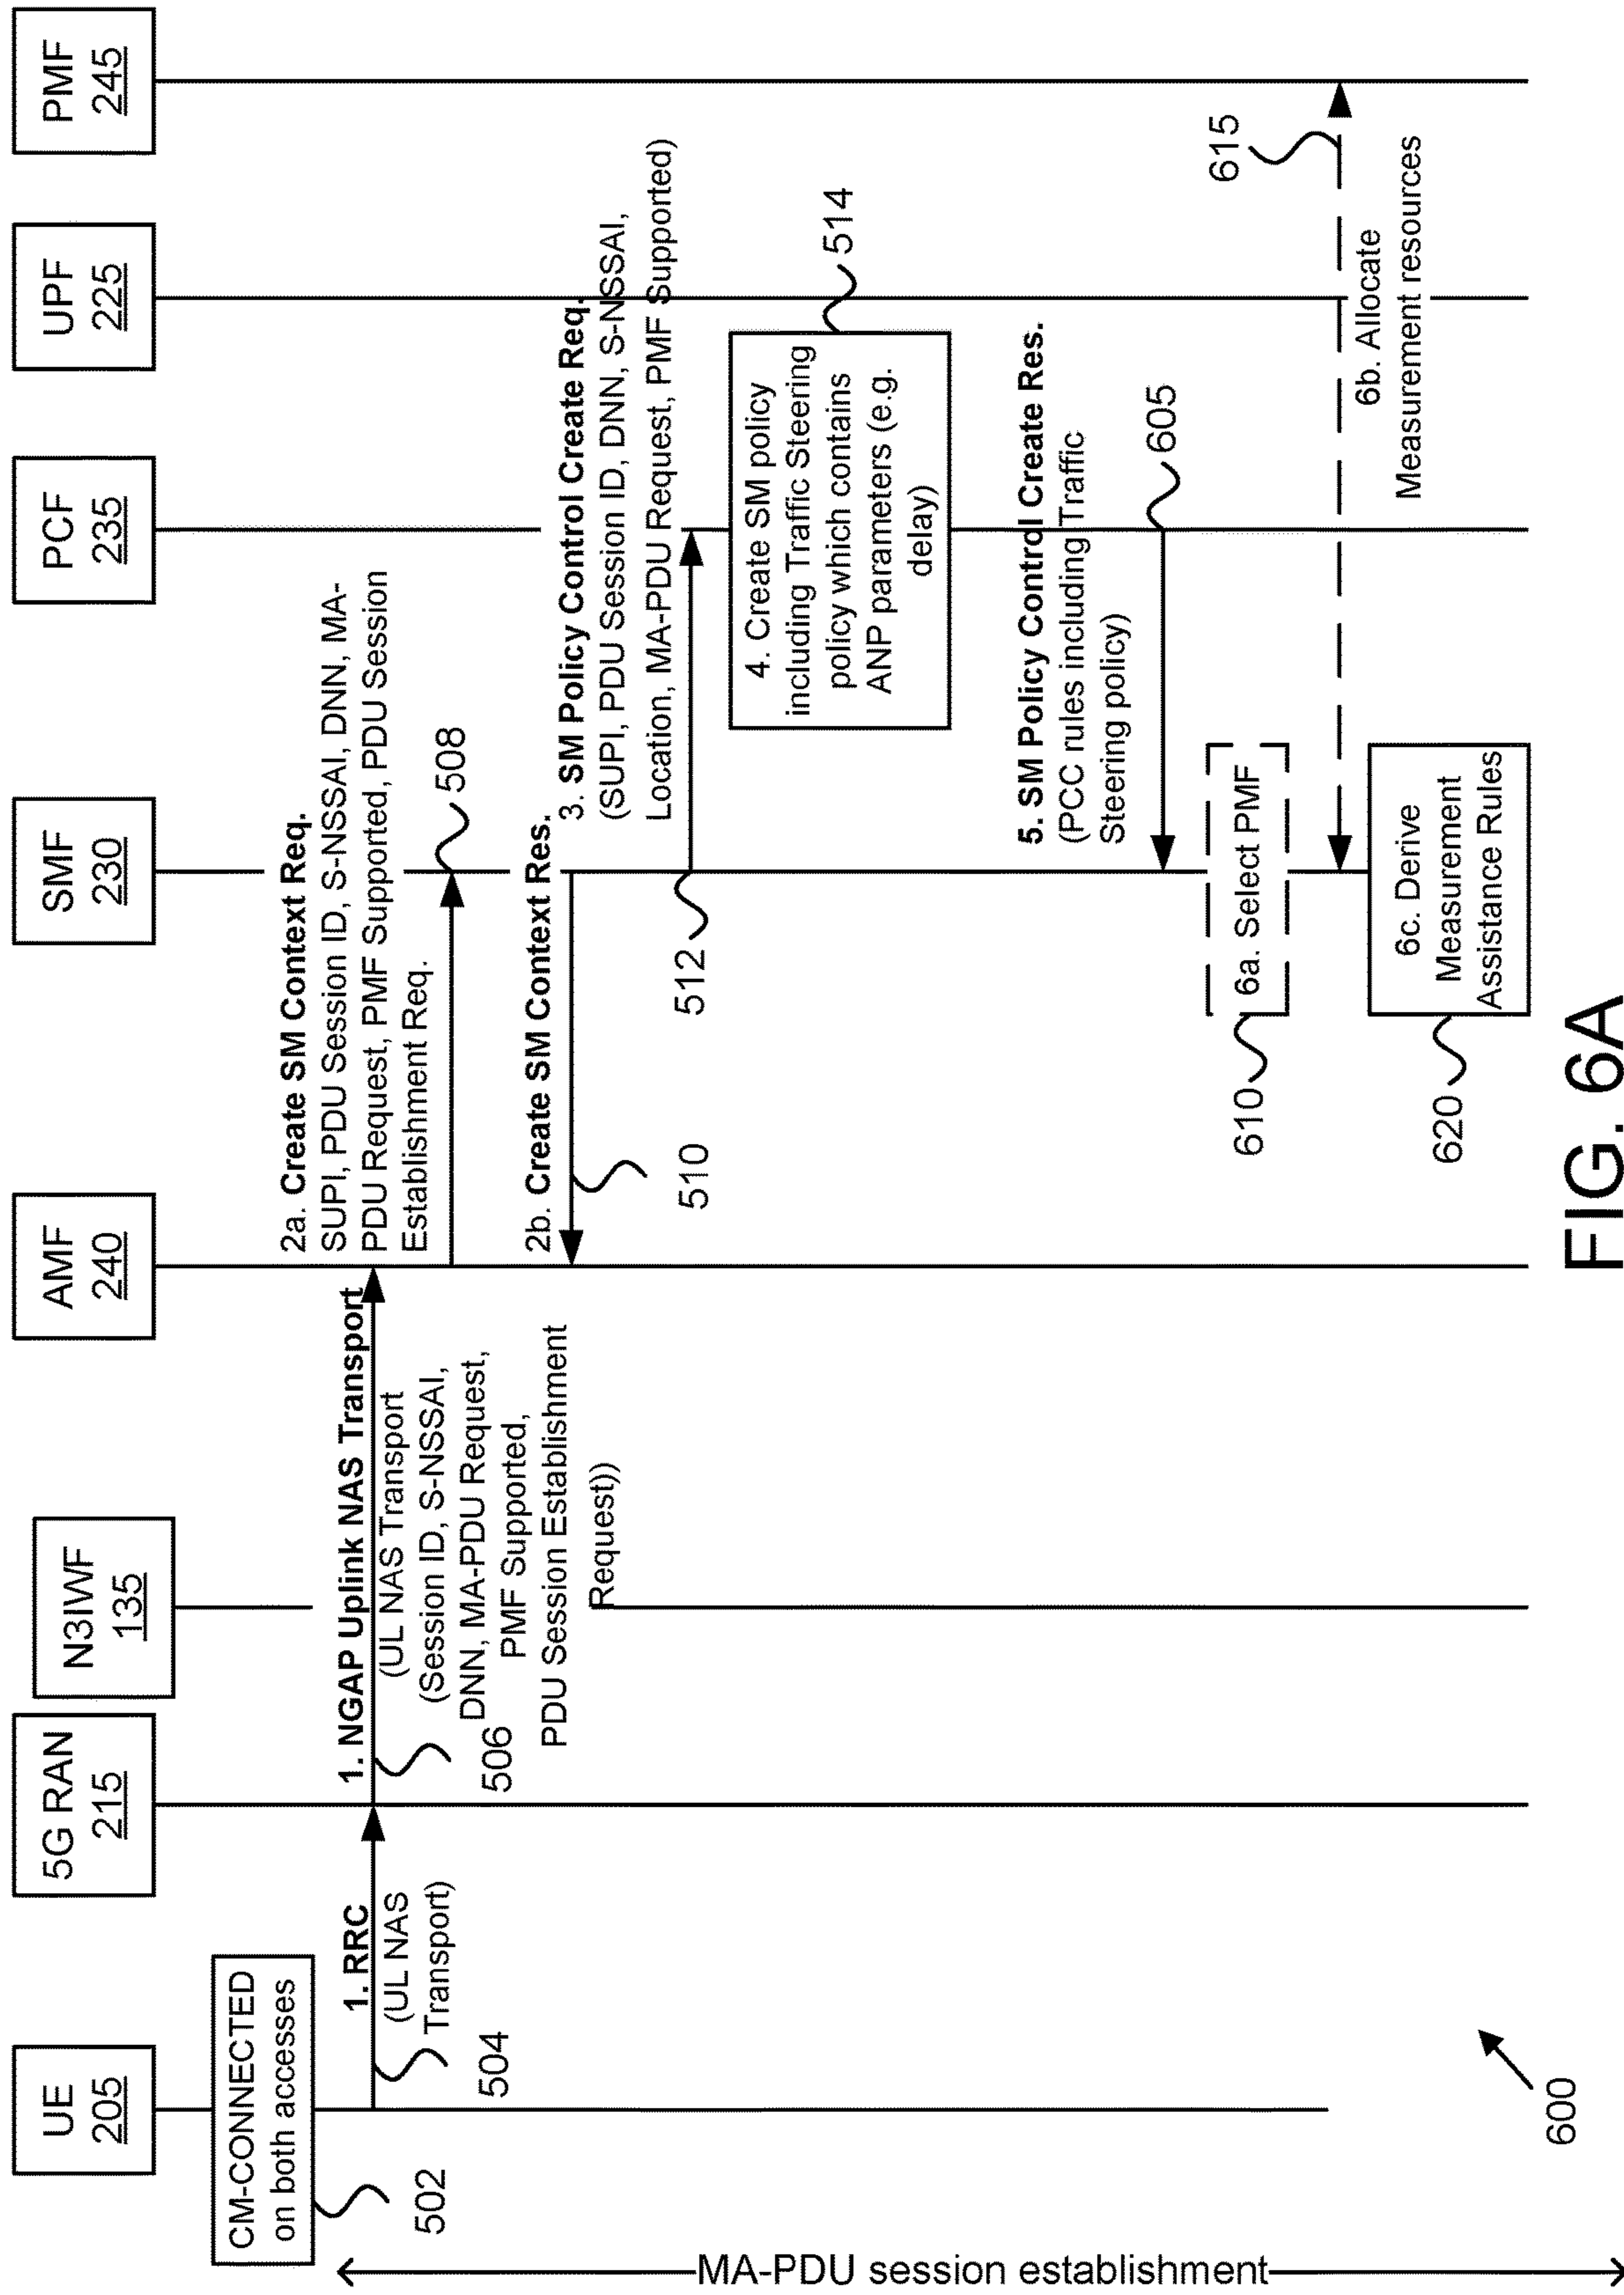 UE
205
5G RAN
215
N3IWF
135
AMF
240
SMF
230
PCF
235
UPF
225
PMF
245
CM-CONNECTED
on both accesses
502
1. RRC
(UL NAS
Transport)
504
1. NGAP Uplink NAS Transport
(UL NAS Transport
(Session ID, S-NSSAI,
DNN, MA-PDU Request,
PMF Supported,
PDU Session Establishment
Request))
506
2a. Create SM Context Req.
SUPI, PDU Session ID, S-NSSAI, DNN, MA-
PDU Request, PMF Supported, PDU Session
Establishment Req.
508
2b. Create SM Context Res.
510
3. SM Policy Control Create Req.
(SUPI, PDU Session ID, DNN, S-NSSAI,
Location, MA-PDU Request, PMF Supported)
512
4. Create SM policy
including Traffic Steering
policy which contains
ANP parameters (e.g.
delay)
514
5. SM Policy Control Create Res.
(PCC rules including Traffic
Steering policy)
605
6a. Select PMF
610
615
6b. Allocate
Measurement resources
6c. Derive
Measurement
Assistance Rules
620
MA-PDU session establishment
600
FIG. 6A